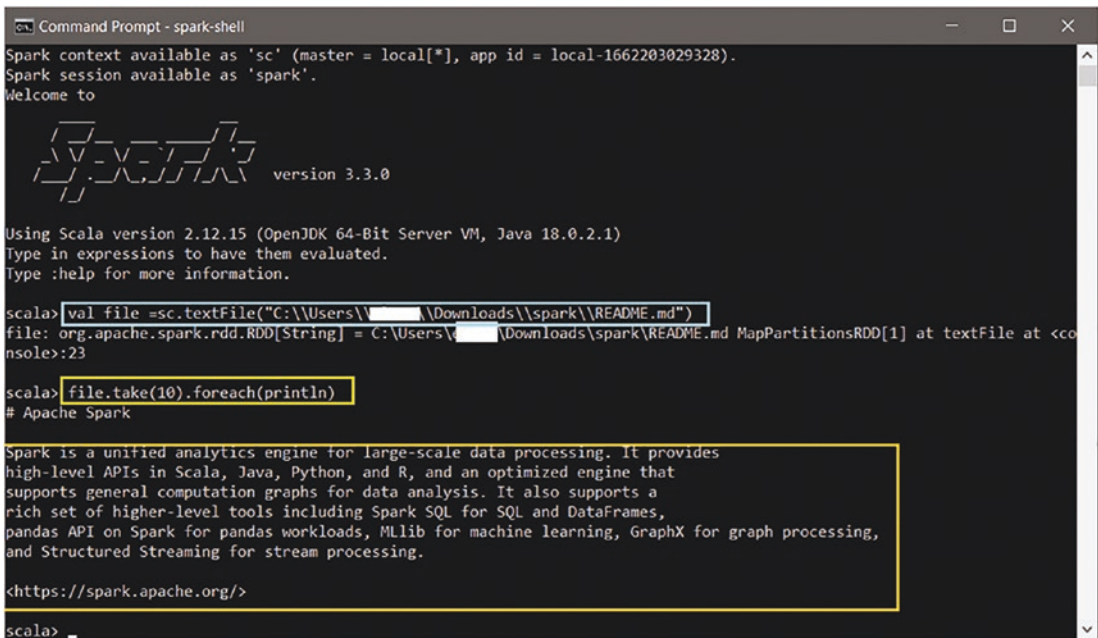 Command Prompt - spark-shell
Spark context available as 'sc' (master = local[*], app id = local-1662203029328).
Spark session available as 'spark'.
Welcome to
Spark version 3.3.0
Using Scala version 2.12.15 (OpenJDK 64-Bit Server VM, Java 18.0.2.1)
Type in expressions to have them evaluated.
Type :help for more information.
scala> val file =sc.textFile("C:\\Users\\ \\Downloads\\spark\\README.md")
file: org.apache.spark.rdd.RDD[String] = C:\Users\ \Downloads\spark\README.md MapPartitionsRDD[1] at textFile at <co
nsole>:23
scala> file.take(10).foreach(println)
# Apache Spark
Spark is a unified analytics engine for large-scale data processing. It provides
high-level APIs in Scala, Java, Python, and R, and an optimized engine that
supports general computation graphs for data analysis. It also supports a
rich set of higher-level tools including Spark SQL for SQL and DataFrames,
pandas API on Spark for pandas workloads, MLlib for machine learning, GraphX for graph processing,
and Structured Streaming for stream processing.
<https://spark.apache.org/>
scala> _